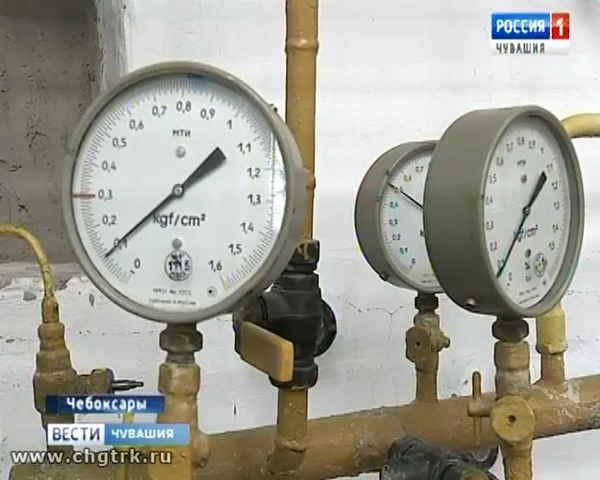 РОССИЯ 1
ЧУВАШИЯ
0 0,1 0,2 0,3 0,4 0,5 0,6 0,7 0,8 0,9 1 1,1 1,2 1,3 1,4 1,5 1,6
МТИ
kgf/cm²
Чебоксары
ВЕСТИ ЧУВАШИЯ
www.chgtrk.ru